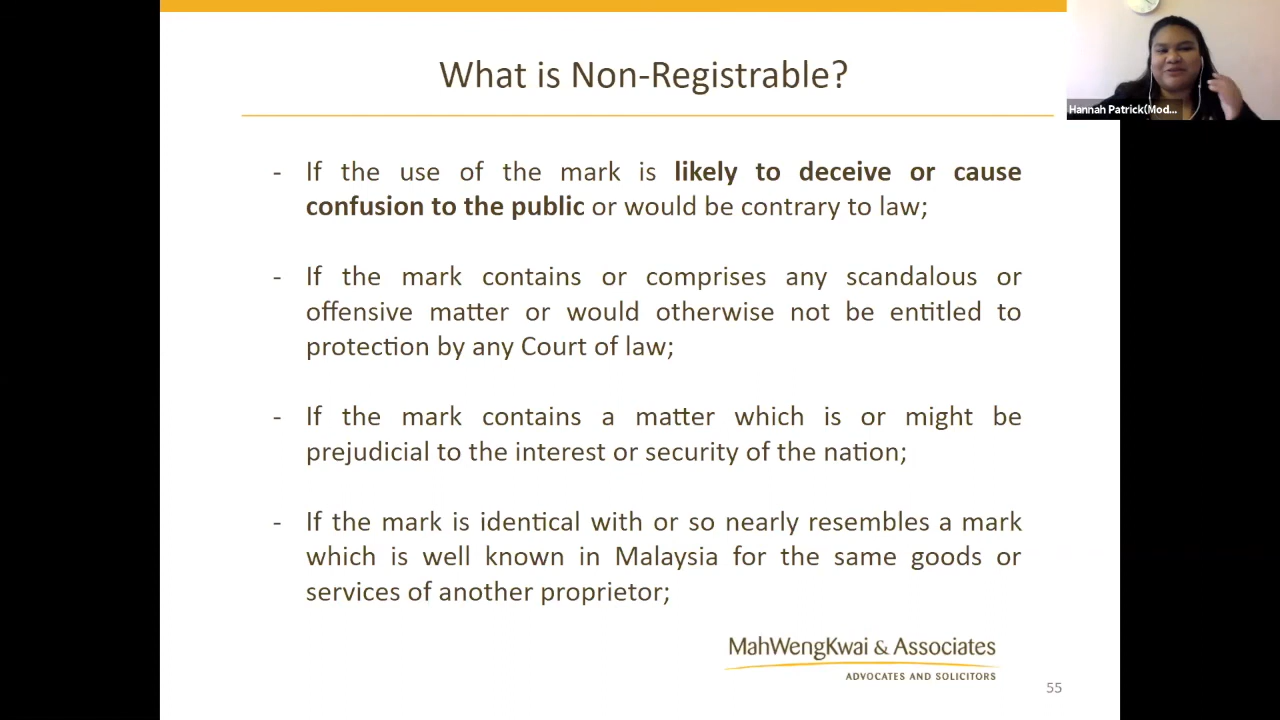 What is Non-Registrable?
Hannah Patrick(Mod...
- If the use of the mark is likely to deceive or cause
confusion to the public or would be contrary to law;
- If the mark contains or comprises any scandalous or
offensive matter or would otherwise not be entitled to
protection by any Court of law;
- If the mark contains a matter which is or might be
prejudicial to the interest or security of the nation;
- If the mark is identical with or so nearly resembles a mark
which is well known in Malaysia for the same goods or
services of another proprietor;
MahWengKwai & Associates
ADVOCATES AND SOLICITORS
55